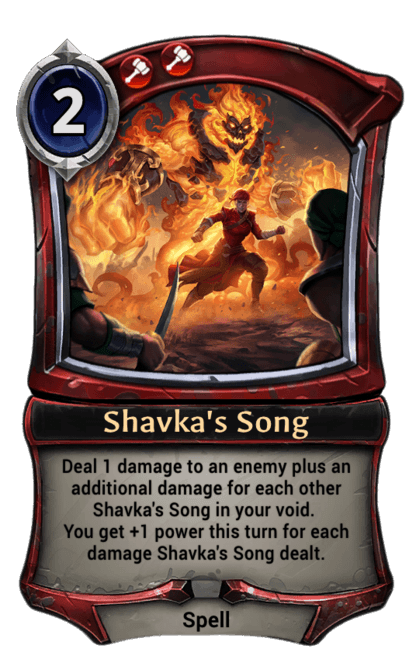 2
Shavka's Song
Deal 1 damage to an enemy plus an
additional damage for each other
Shavka's Song in your void.
You get +1 power this turn for each
damage Shavka's Song dealt.
Spell